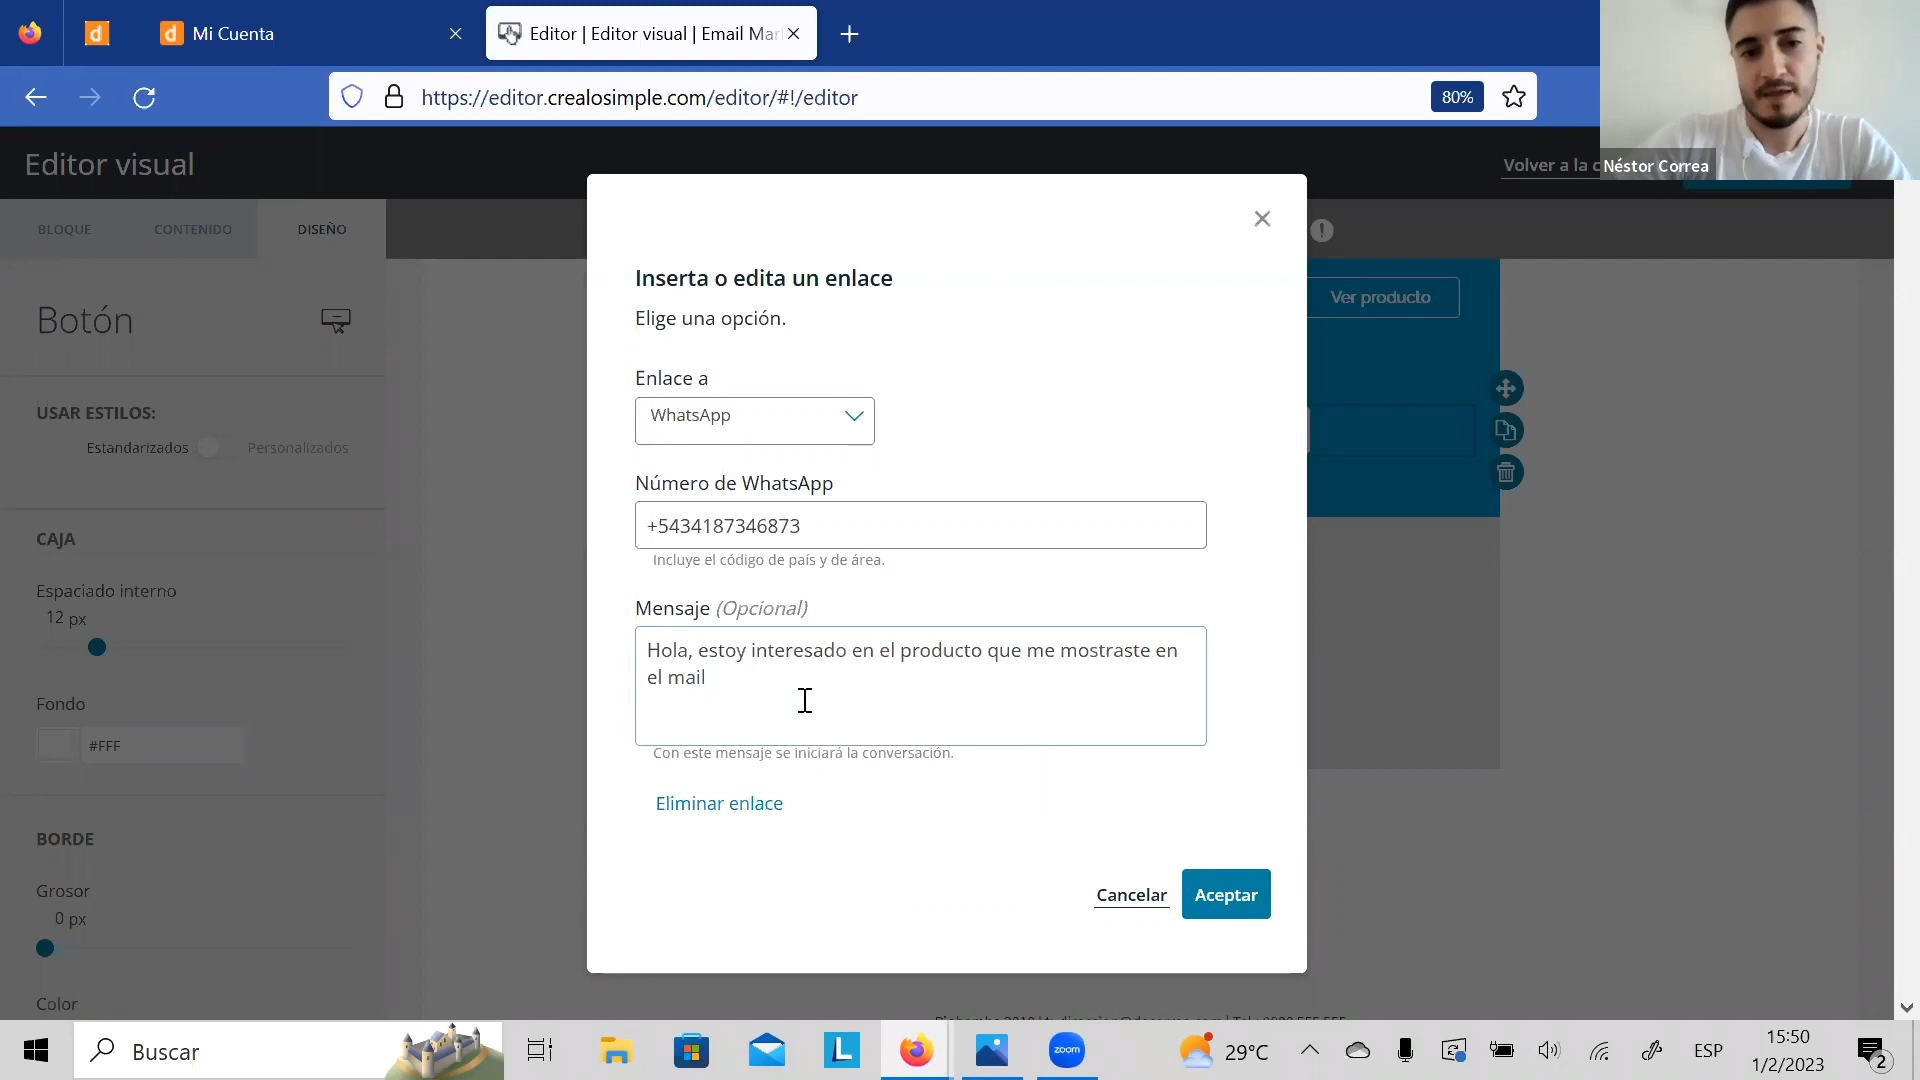 Mi Cuenta
Editor | Editor visual | Email Mar
https://editor.crealosimple.com/editor/#!/editor
80%
Editor visual
Volver a la c
Néstor Correa
BLOQUE
CONTENIDO
DISEÑO
Botón
USAR ESTILOS:
Estandarizados
Personalizados
CAJA
Espaciado interno
12 px
Fondo
#FFF
BORDE
Grosor
0 px
Color
Inserta o edita un enlace
Elige una opción.
Enlace a
WhatsApp
Número de WhatsApp
+5434187346873
Incluye el código de país y de área.
Mensaje (Opcional)
Hola, estoy interesado en el producto que me mostraste en
el mail
Con este mensaje se iniciará la conversación.
Eliminar enlace
Cancelar
Aceptar
Ver producto
Buscar
zoom
29°C
ESP
15:50
1/2/2023
2